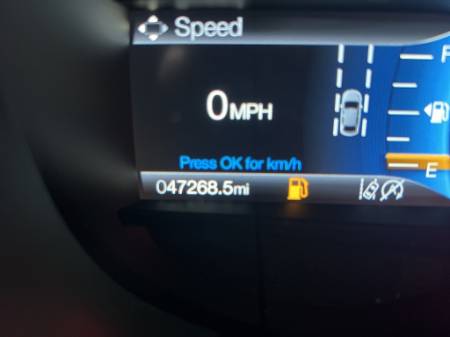 Speed
0MPH
Press OK for km/h
047268.5mi
F
E